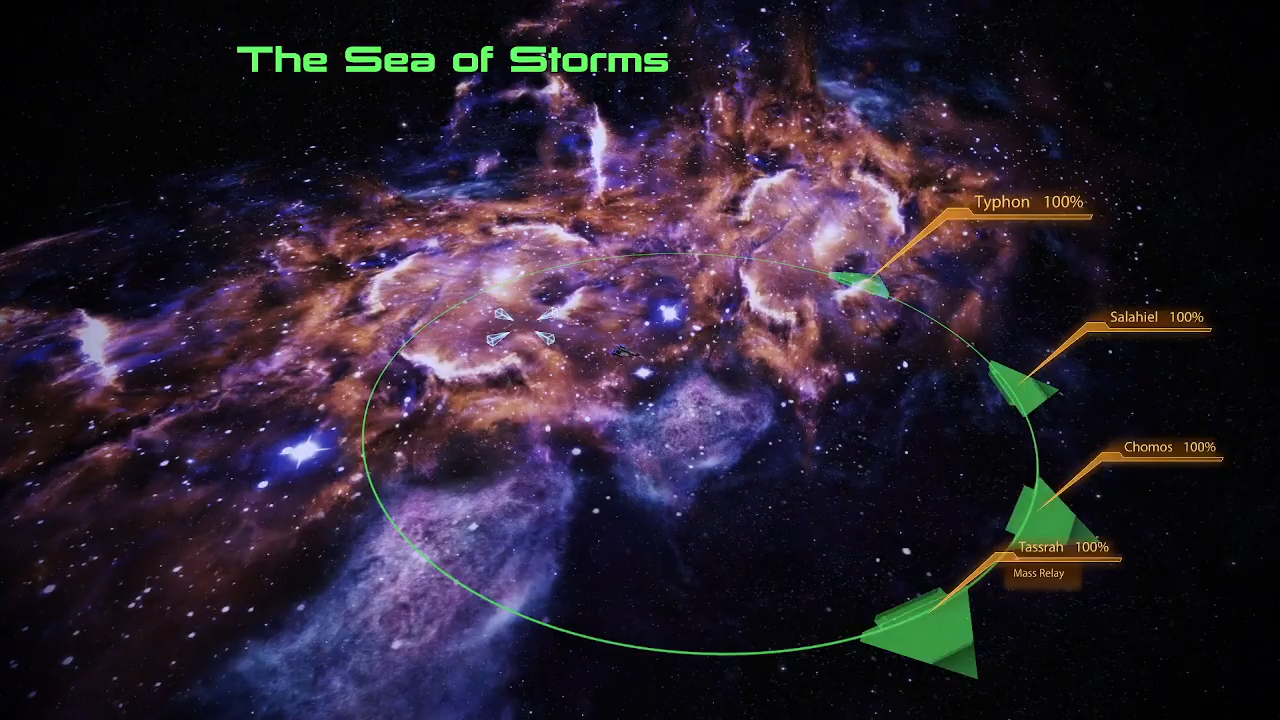 The Sea of Storms
Typhon 100%
Salahiel 100%
Chomos 100%
Tassrah 100%
Mass Relay